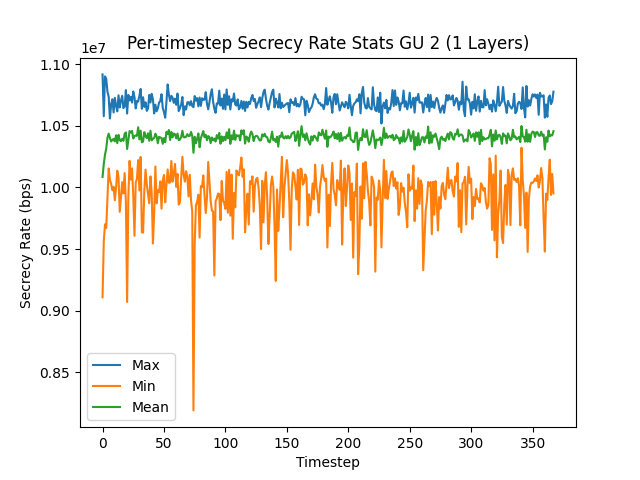 Per-timestep Secrecy Rate Stats GU 2 (1 Layers)
1e7
1.10
1.05
1.00
0.95
0.90
0.85
Secrecy Rate (bps)
Max
Min
Mean
0 50 100 150 200 250 300 350
Timestep